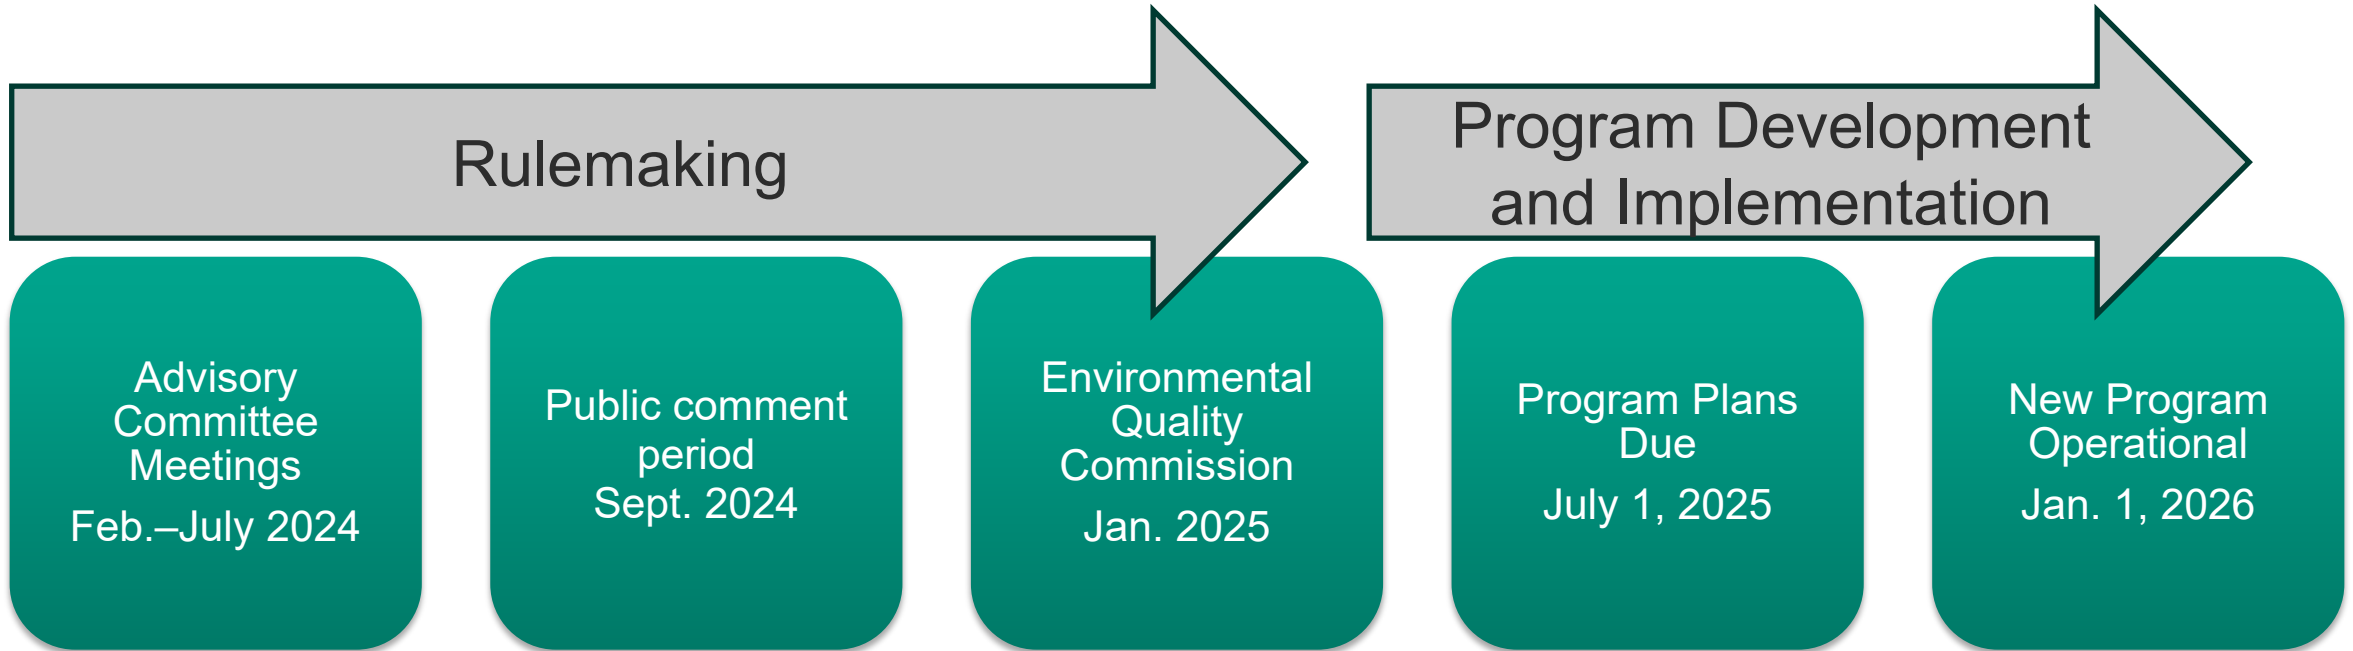 Rulemaking
Program Development
and Implementation
Advisory
Committee
Meetings
Feb.–July 2024
Public comment
period
Sept. 2024
Environmental
Quality
Commission
Jan. 2025
Program Plans
Due
July 1, 2025
New Program
Operational
Jan. 1, 2026